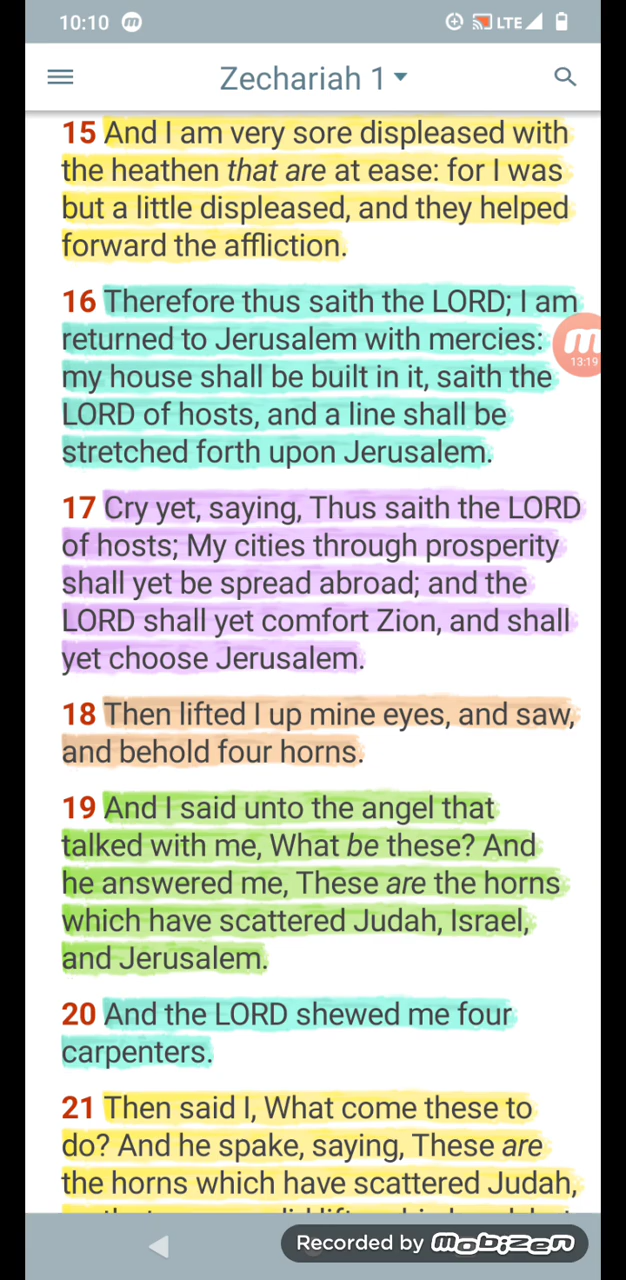 10:10 m LTE
Zechariah 1
15 And I am very sore displeased with
the heathen that are at ease: for I was
but a little displeased, and they helped
forward the affliction.
16 Therefore thus saith the LORD; I am
returned to Jerusalem with mercies:
my house shall be built in it, saith the
LORD of hosts, and a line shall be
stretched forth upon Jerusalem.
m
13:19
17 Cry yet, saying, Thus saith the LORD
of hosts; My cities through prosperity
shall yet be spread abroad; and the
LORD shall yet comfort Zion, and shall
yet choose Jerusalem.
18 Then lifted I up mine eyes, and saw,
and behold four horns.
19 And I said unto the angel that
talked with me, What be these? And
he answered me, These are the horns
which have scattered Judah, Israel,
and Jerusalem.
20 And the LORD shewed me four
carpenters.
21 Then said I, What come these to
do? And he spake, saying, These are
the horns which have scattered Judah,
Recorded by mobizen